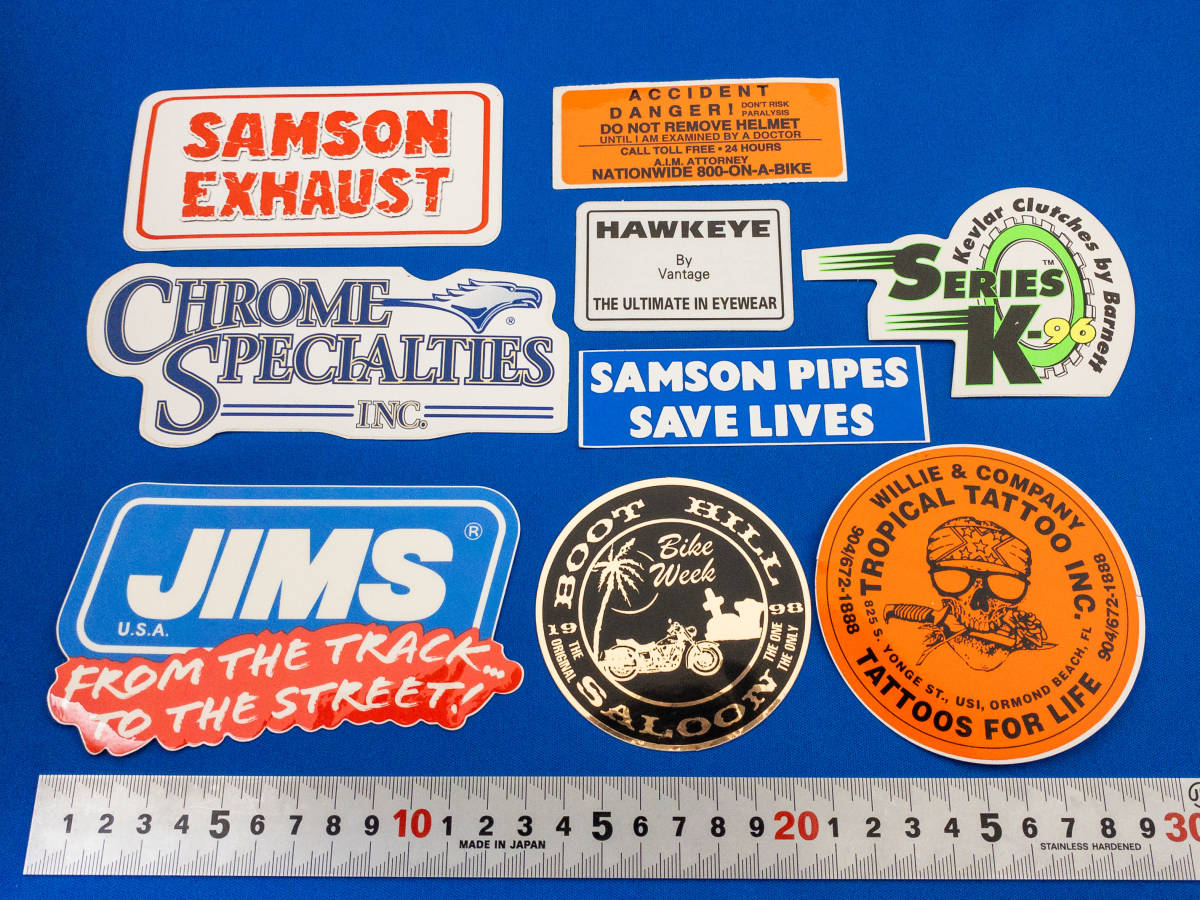 SAMSON
EXHAUST
ACCIDENT
DANGER! DON'T RISK
PARALYSIS
DO NOT REMOVE HELMET
UNTIL I AM EXAMINED BY A DOCTOR
CALL TOLL FREE • 24 HOURS
A.I.M. ATTORNEY
NATIONWIDE 800-ON-A-BIKE
HAWKEYE
By
Vantage
THE ULTIMATE IN EYEWEAR
Kevlar Clutches by Barnett
SERIES™
K-96
CHROME
SPECIALTIES
INC.
®
SAMSON PIPES
SAVE LIVES
JIMS®
U.S.A.
FROM THE TRACK...
TO THE STREET!
BOOT HILL
Bike
Week
1998
THE ORIGINAL
THE ONE
THE ONLY
SALOON
WILLIE & COMPANY
TROPICAL TATTOO INC.
904/672-1888
904/672-1888
825 S. YONGE ST., USI, ORMOND BEACH, FL
TATTOOS FOR LIFE
1 2 3 4 5 6 7 8 9 10 1 2 3 4 5 6 7 8 9 20 1 2 3 4 5 6 7 8 9 30
MADE IN JAPAN
STAINLESS HARDENED